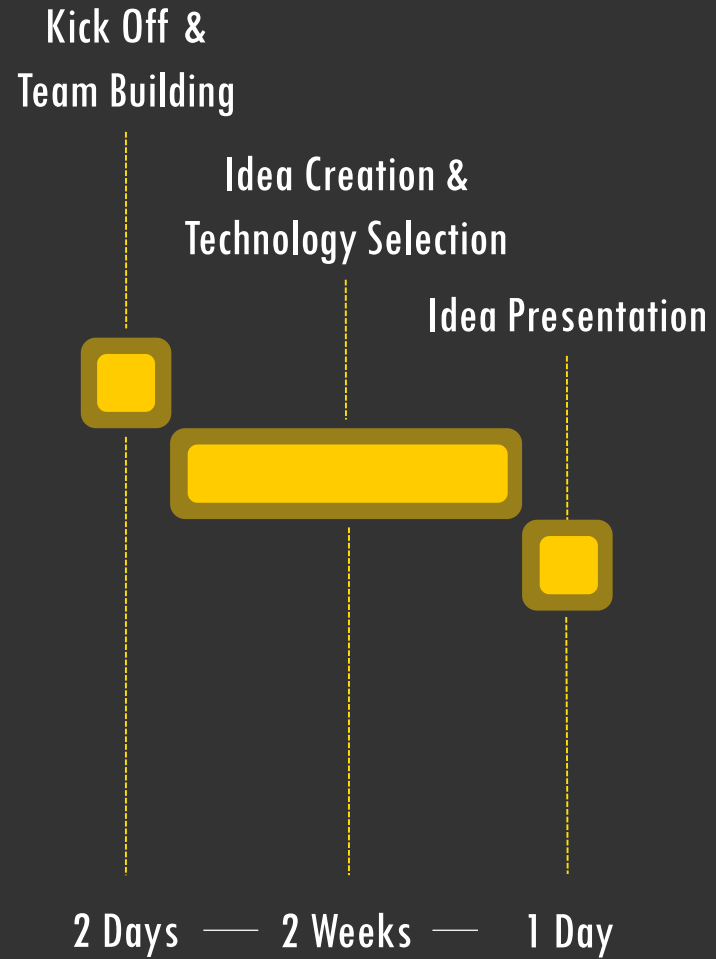 Kick Off &
Team Building
Idea Creation &
Technology Selection
Idea Presentation
2 Days
2 Weeks
1 Day